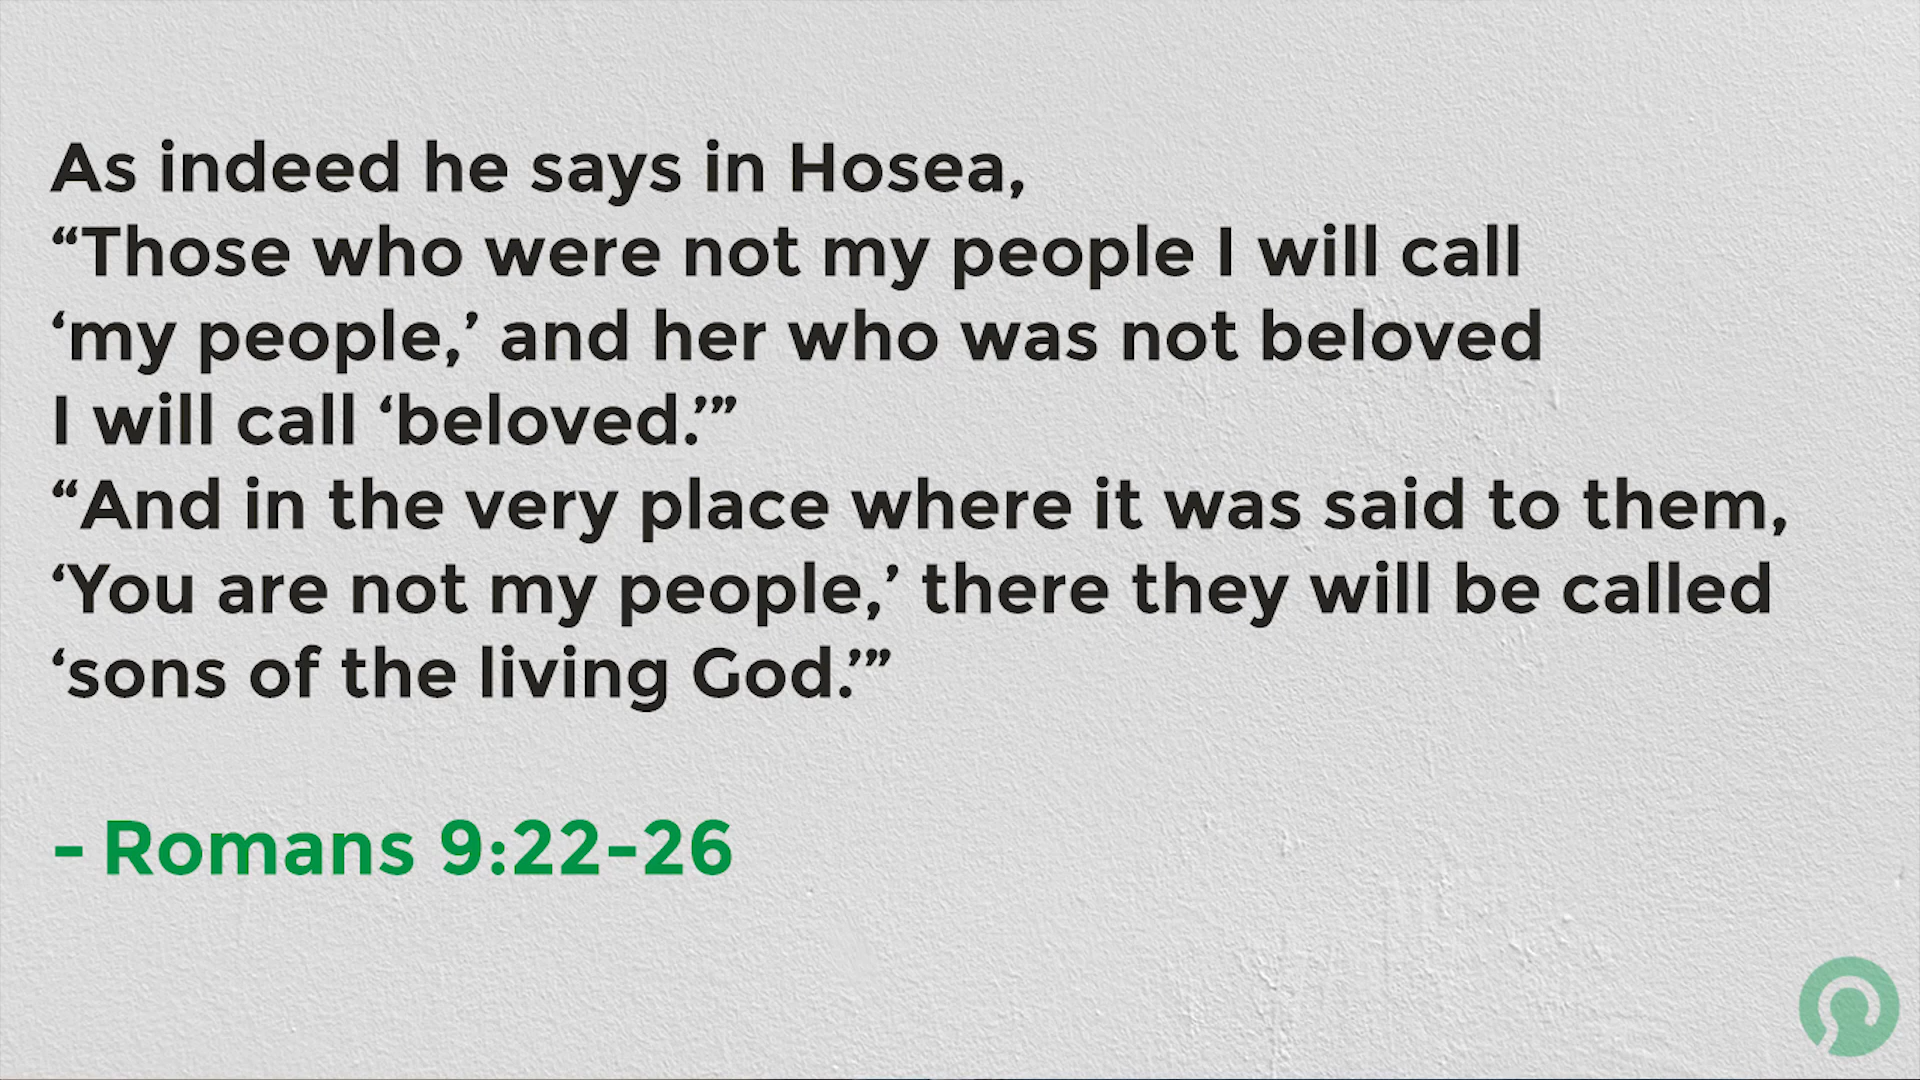 As indeed he says in Hosea,
“Those who were not my people I will call
‘my people,’ and her who was not beloved
I will call ‘beloved.’”
“And in the very place where it was said to them,
‘You are not my people,’ there they will be called
‘sons of the living God.’”
- Romans 9:22-26